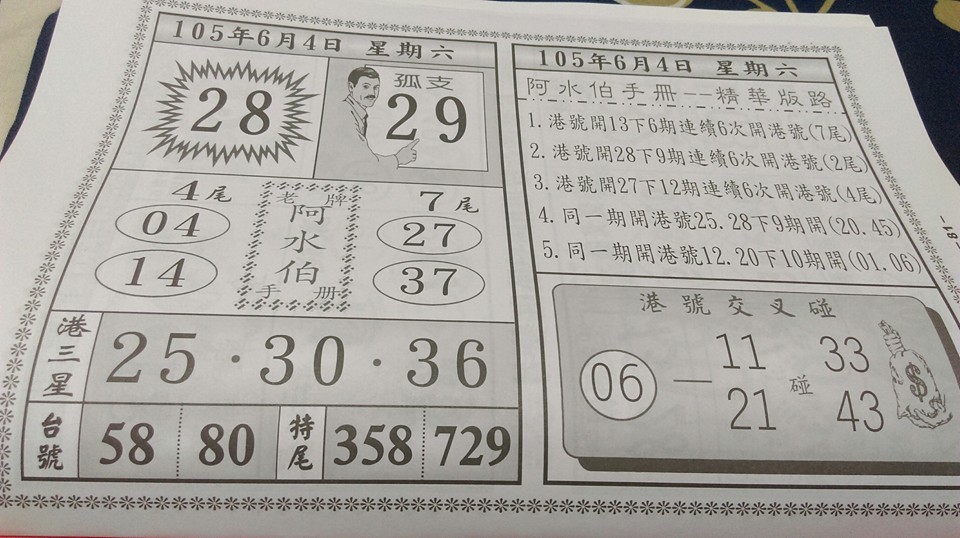 105年6月4日 星期六
28
孤支
29
4尾
04
14
老牌
阿水伯
手冊
7尾
27
37
港三星
25·30·36
台號
58 80
特尾
358 729
105年6月4日 星期六
阿水伯手冊--精華版路
1. 港號開13下6期連續6次開港號(7尾)
2. 港號開28下9期連續6次開港號(2尾)
3. 港號開27下12期連續6次開港號(4尾)
4. 同一期開港號25.28下9期開(20.45)
5. 同一期開港號12.20下10期開(01.06)
港號交叉碰
06 — 11 21 碰 33 43
$
-81-